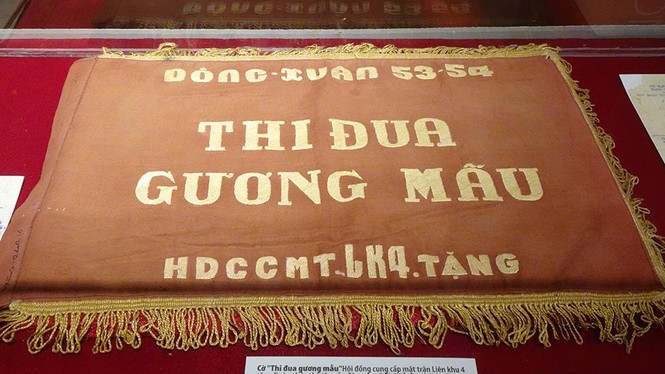 ĐÔNG-XUÂN 53-54
THI ĐUA
GƯƠNG MẪU
HDCCMT.LK4.TẶNG
Cờ "Thi đua gương mẫu" Hội đồng cung cấp mặt trận Liên khu 4